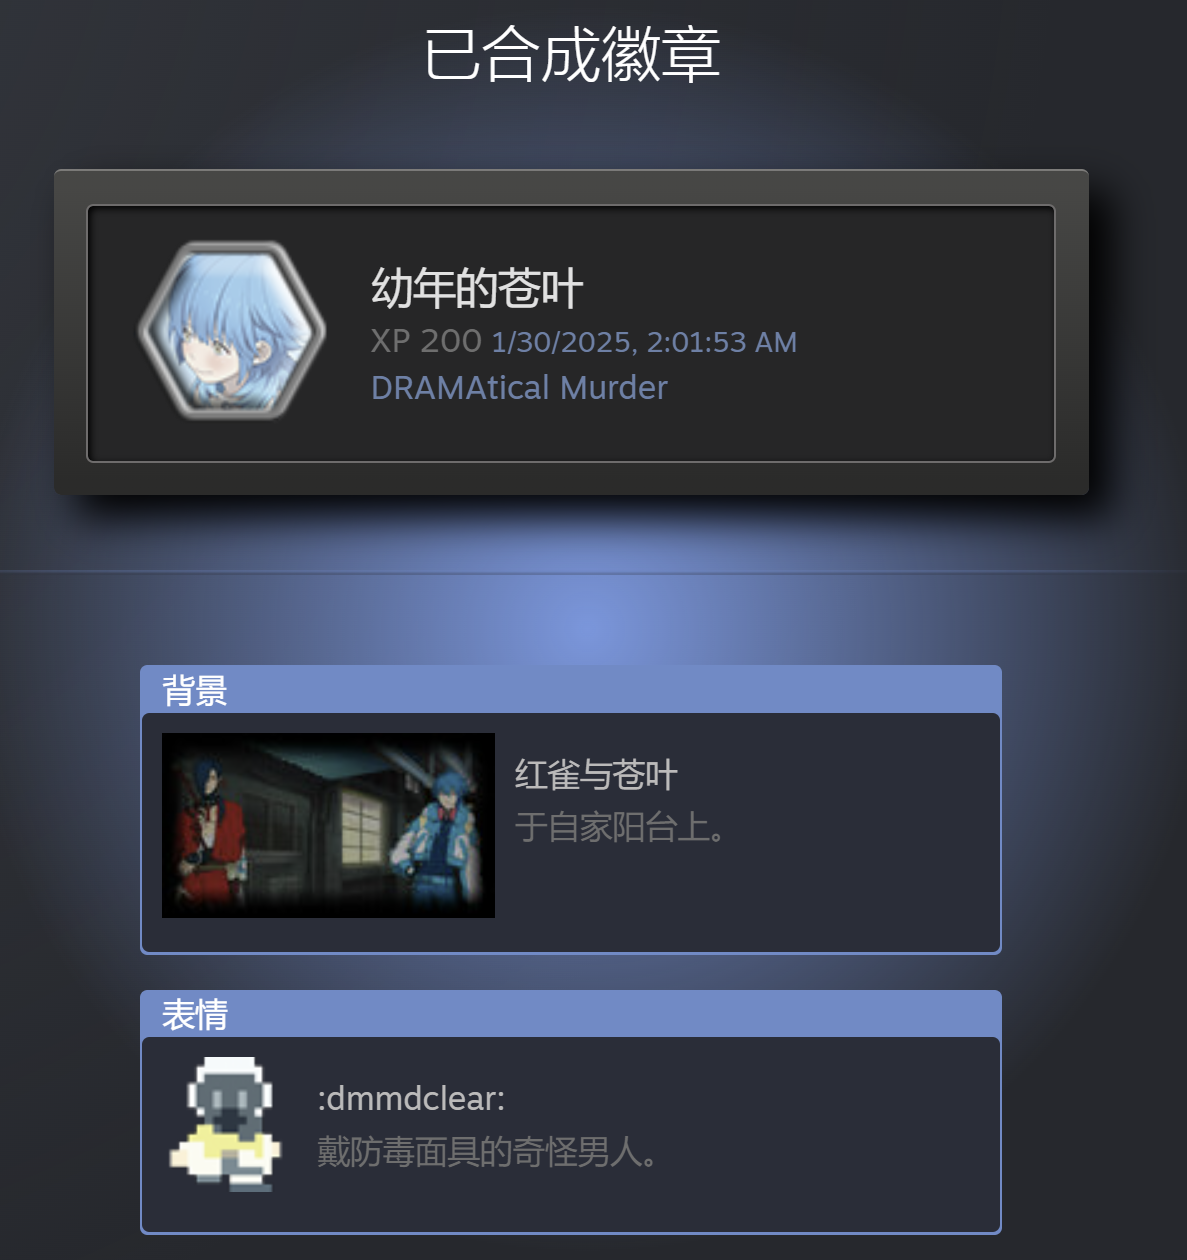 已合成徽章
幼年的苍叶
XP 200 1/30/2025, 2:01:53 AM
DRAMAtical Murder
背景
红雀与苍叶
于自家阳台上。
表情
:dmmdclear:
戴防毒面具的奇怪男人。